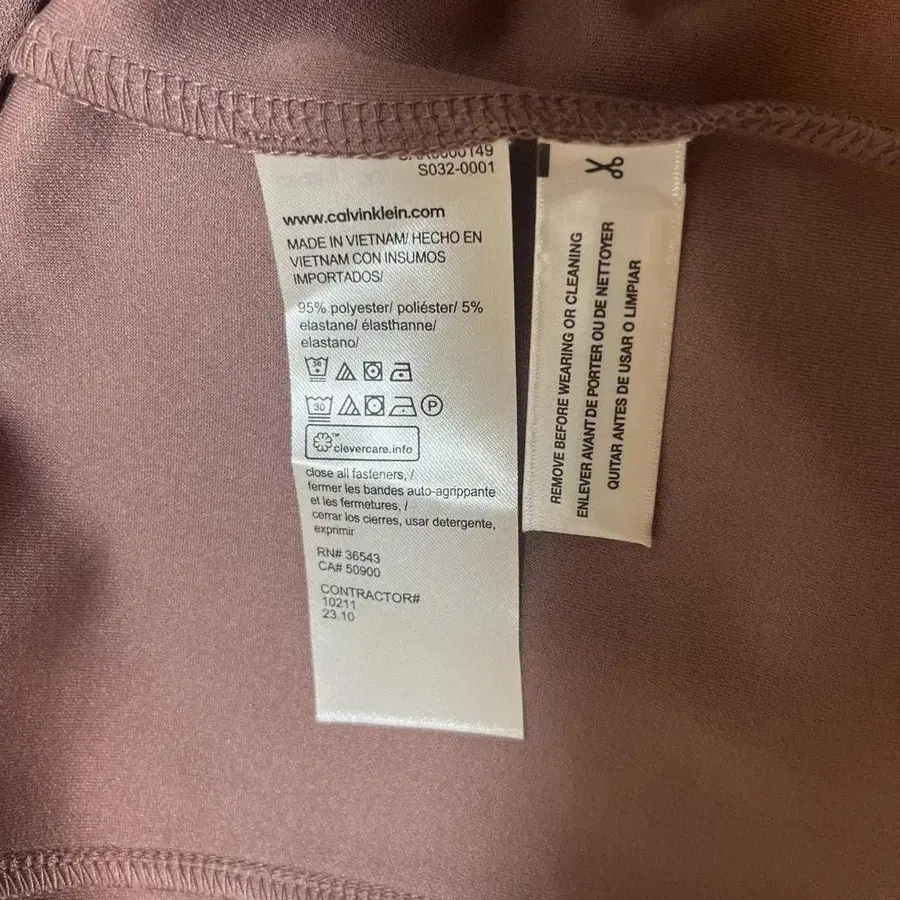 S032-0001
www.calvinklein.com
MADE IN VIETNAM/ HECHO EN
VIETNAM CON INSUMOS
IMPORTADOS/
95% polyester/ poliéster/ 5%
elastane/ élasthanne/
elastano/
30
30 P
™ clevercare.info
close all fasteners, /
fermer les bandes auto-agrippante
et les fermetures, /
cerrar los cierres, usar detergente,
exprimir
RN# 36543
CA# 50900
CONTRACTOR#
10211
23.10
REMOVE BEFORE WEARING OR CLEANING
ENLEVER AVANT DE PORTER OU DE NETTOYER
QUITAR ANTES DE USAR O LIMPIAR